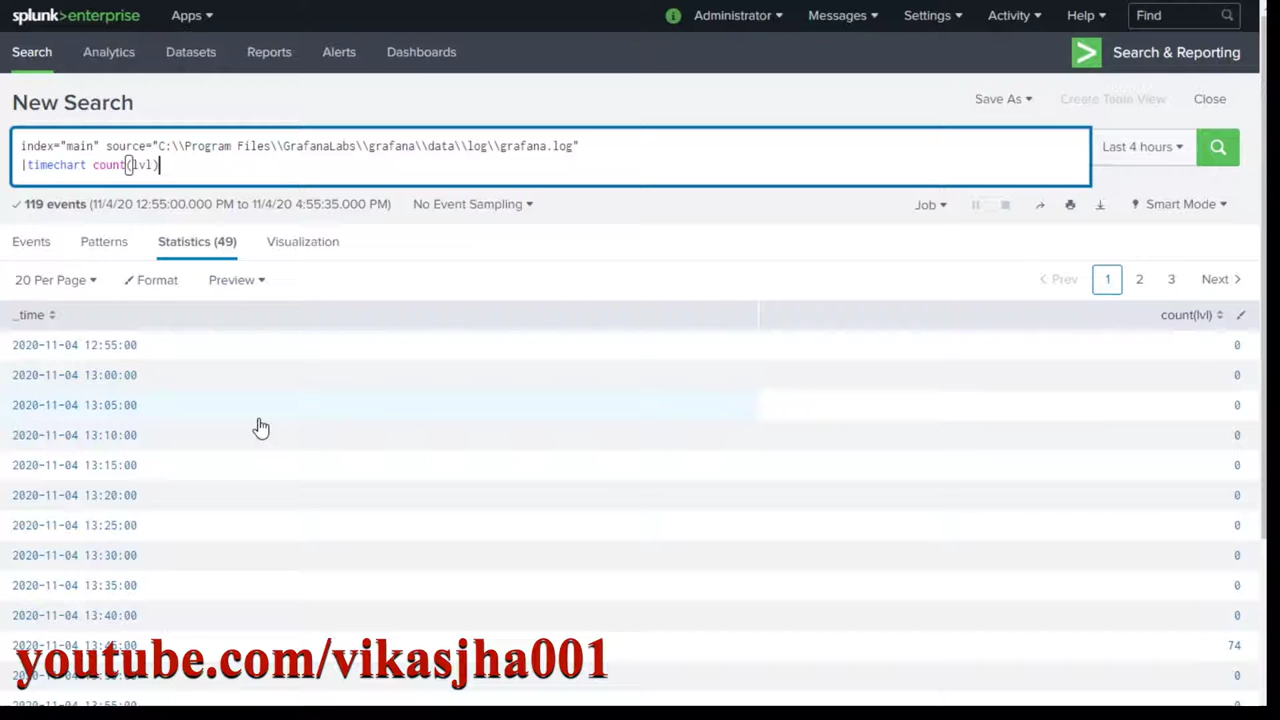 splunk>enterprise Apps Administrator Messages Settings Activity Help Find
Search Analytics Datasets Reports Alerts Dashboards Search & Reporting
New Search Save As Create Table View Close
index="main" source="C:\\Program Files\\GrafanaLabs\\grafana\\data\\log\\grafana.log"
|timechart count(lvl)
Last 4 hours
119 events (11/4/20 12:55:00.000 PM to 11/4/20 4:55:35.000 PM) No Event Sampling Job Smart Mode
Events Patterns Statistics (49) Visualization
20 Per Page Format Preview < Prev 1 2 3 Next >
_time count(lvl)
2020-11-04 12:55:00 0
2020-11-04 13:00:00 0
2020-11-04 13:05:00 0
2020-11-04 13:10:00 0
2020-11-04 13:15:00 0
2020-11-04 13:20:00 0
2020-11-04 13:25:00 0
2020-11-04 13:30:00 0
2020-11-04 13:35:00 0
2020-11-04 13:40:00 0
2020-11-04 13:45:00 74
youtube.com/vikasjha001
0